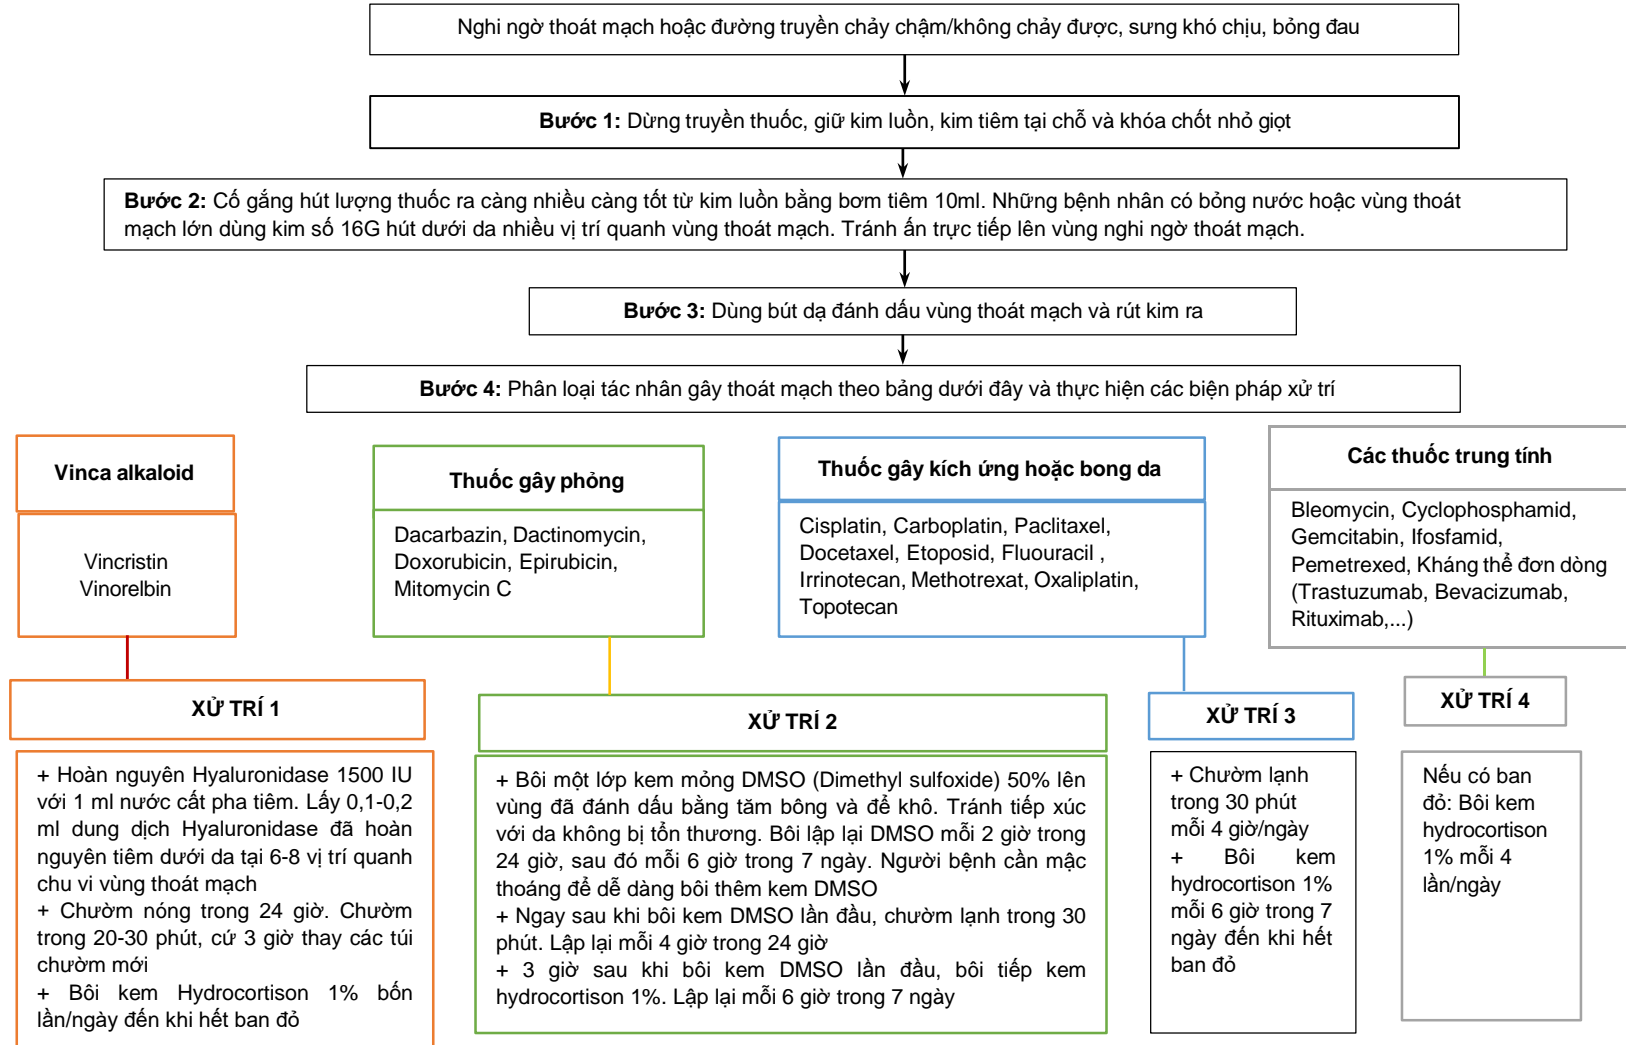 Nghi ngờ thoát mạch hoặc đường truyền chảy chậm/không chảy được, sưng khó chịu, bỏng đau
Bước 1: Dừng truyền thuốc, giữ kim luồn, kim tiêm tại chỗ và khóa chốt nhỏ giọt
Bước 2: Cố gắng hút lượng thuốc ra càng nhiều càng tốt từ kim luồn bằng bơm tiêm 10ml. Những bệnh nhân có bỏng nước hoặc vùng thoát
mạch lớn dùng kim số 16G hút dưới da nhiều vị trí quanh vùng thoát mạch. Tránh ấn trực tiếp lên vùng nghi ngờ thoát mạch.
Bước 3: Dùng bút dạ đánh dấu vùng thoát mạch và rút kim ra
Bước 4: Phân loại tác nhân gây thoát mạch theo bảng dưới đây và thực hiện các biện pháp xử trí
Vinca alkaloid
Vincristin
Vinorelbin
Thuốc gây phỏng
Dacarbazin, Dactinomycin,
Doxorubicin, Epirubicin,
Mitomycin C
Thuốc gây kích ứng hoặc bong da
Cisplatin, Carboplatin, Paclitaxel,
Docetaxel, Etoposid, Fluouracil ,
Irrinotecan, Methotrexat, Oxaliplatin,
Topotecan
Các thuốc trung tính
Bleomycin, Cyclophosphamid,
Gemcitabin, Ifosfamid,
Pemetrexed, Kháng thể đơn dòng
(Trastuzumab, Bevacizumab,
Rituximab,...)
XỬ TRÍ 1
+ Hoàn nguyên Hyaluronidase 1500 IU
với 1 ml nước cất pha tiêm. Lấy 0,1-0,2
ml dung dịch Hyaluronidase đã hoàn
nguyên tiêm dưới da tại 6-8 vị trí quanh
chu vi vùng thoát mạch
+ Chườm nóng trong 24 giờ. Chườm
trong 20-30 phút, cứ 3 giờ thay các túi
chườm mới
+ Bôi kem Hydrocortison 1% bốn
lần/ngày đến khi hết ban đỏ
XỬ TRÍ 2
+ Bôi một lớp kem mỏng DMSO (Dimethyl sulfoxide) 50% lên
vùng đã đánh dấu bằng tăm bông và để khô. Tránh tiếp xúc
với da không bị tổn thương. Bôi lập lại DMSO mỗi 2 giờ trong
24 giờ, sau đó mỗi 6 giờ trong 7 ngày. Người bệnh cần mặc
thoáng để dễ dàng bôi thêm kem DMSO
+ Ngay sau khi bôi kem DMSO lần đầu, chườm lạnh trong 30
phút. Lập lại mỗi 4 giờ trong 24 giờ
+ 3 giờ sau khi bôi kem DMSO lần đầu, bôi tiếp kem
hydrocortison 1%. Lập lại mỗi 6 giờ trong 7 ngày
XỬ TRÍ 3
+ Chườm lạnh
trong 30 phút
mỗi 4 giờ/ngày
+ Bôi kem
hydrocortison 1%
mỗi 6 giờ trong 7
ngày đến khi hết
ban đỏ
XỬ TRÍ 4
Nếu có ban
đỏ: Bôi kem
hydrocortison
1% mỗi 4
lần/ngày